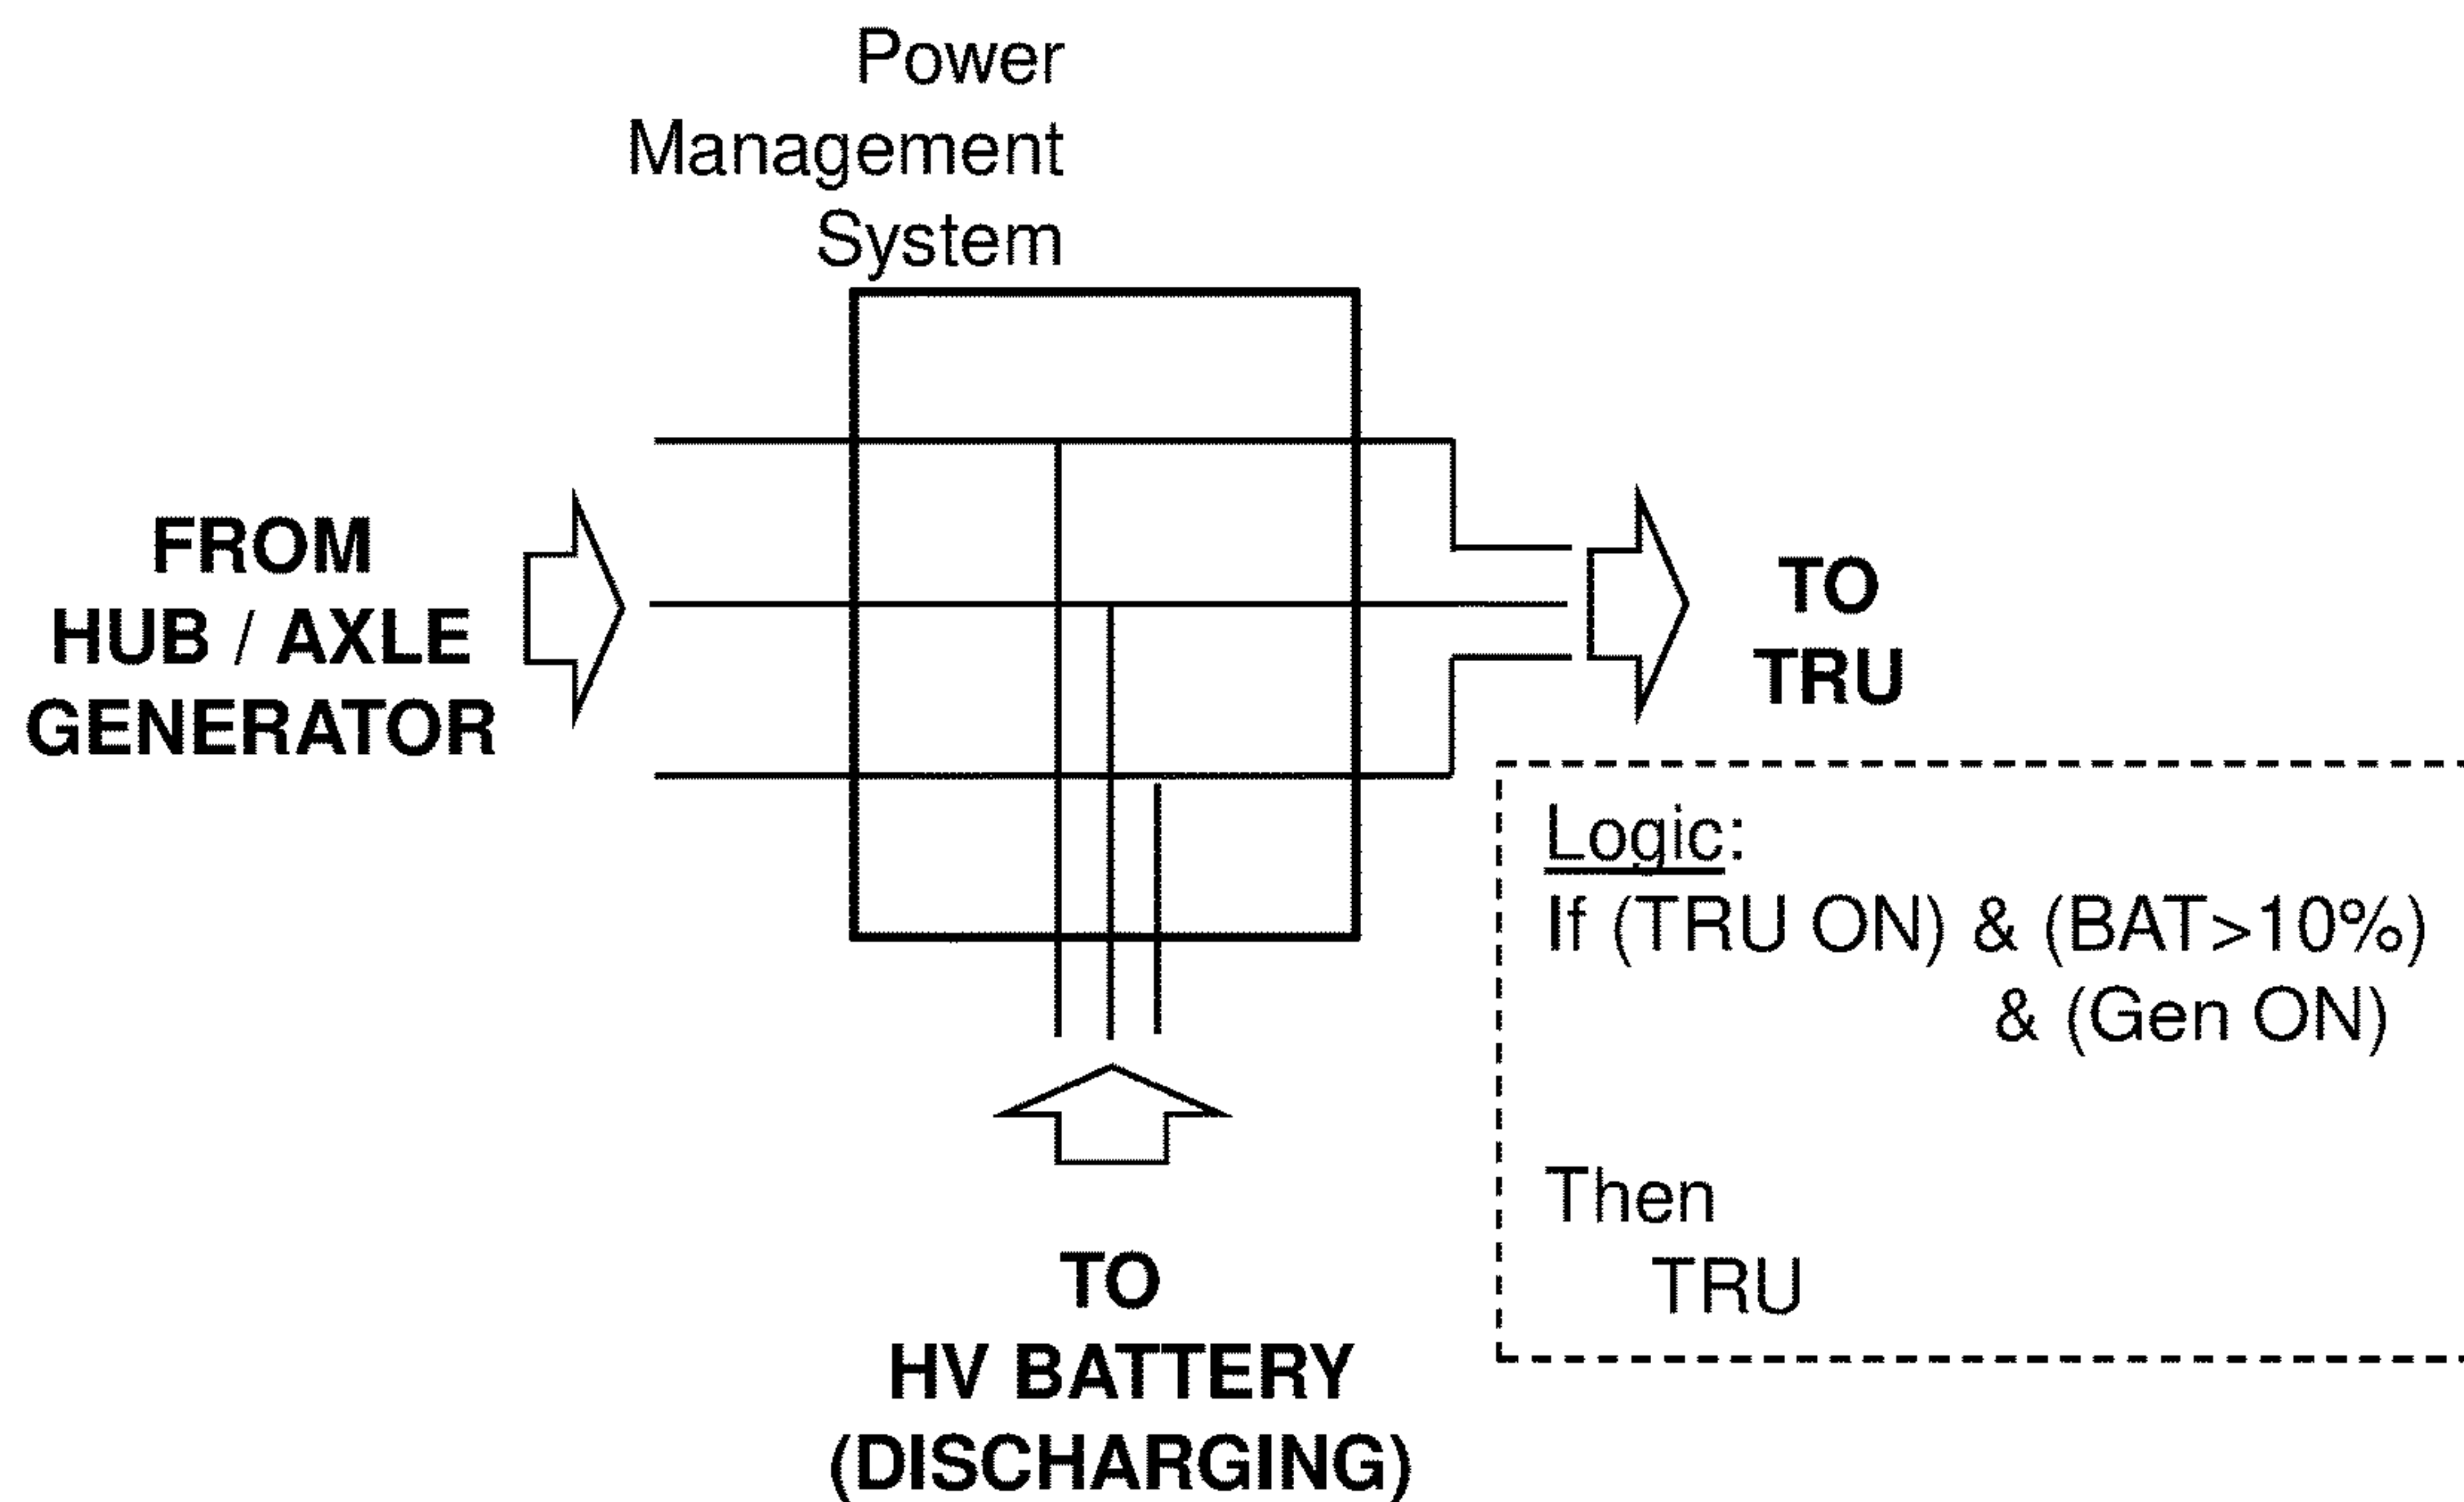 Power
Management
System
FROM
HUB / AXLE
GENERATOR
TO
TRU
Logic:
If (TRU ON) & (BAT>10%)
& (Gen ON)
Then
TRU
TO
HV BATTERY
(DISCHARGING)